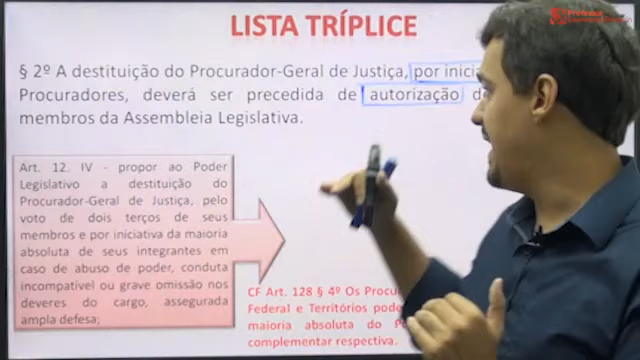 LISTA TRÍPLICE
§ 2º A destituição do Procurador-Geral de Justiça, por
Procuradores, deverá ser precedida de autorização
membros da Assembleia Legislativa.
Art. 12. IV - propor ao Poder
Legislativo a destituição do
Procurador-Geral de Justiça, pelo
voto de dois terços de seus
membros e por iniciativa da maioria
absoluta de seus integrantes em
caso de abuso de poder, conduta
incompatível ou grave omissão nos
deveres do cargo, assegurada
ampla defesa;
CF Art. 128 § 4º Os
Federal e Territórios
maioria absoluta do
complementar respectiva.